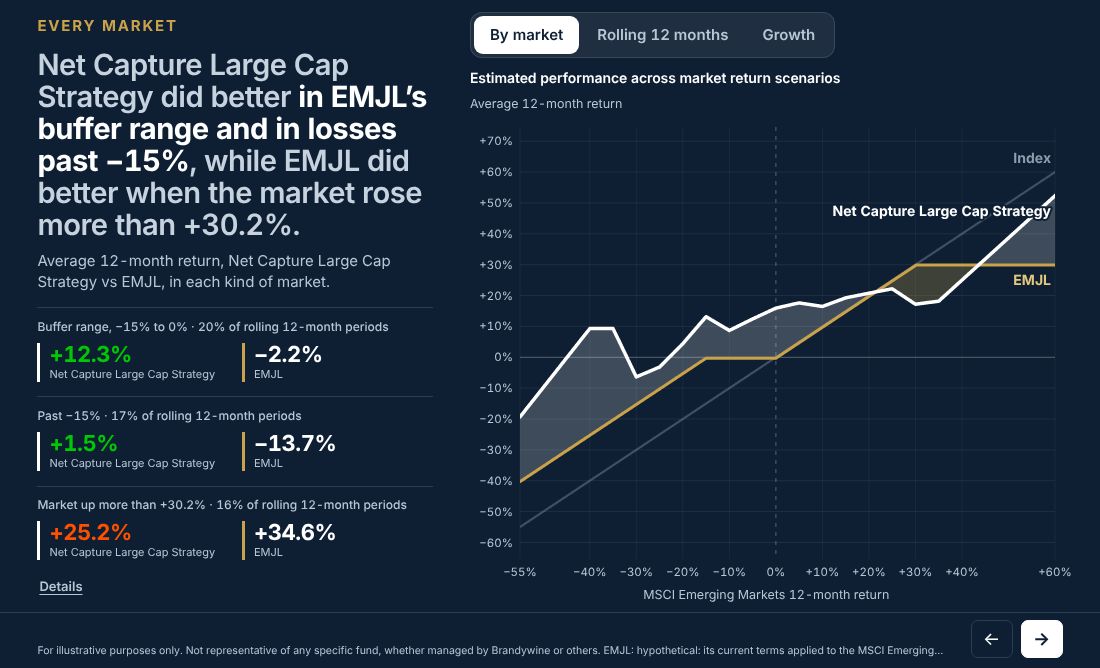 EVERY MARKET
Net Capture Large Cap
Strategy did better in EMJL’s
buffer range and in losses
past −15%, while EMJL did
better when the market rose
more than +30.2%.
Average 12-month return, Net Capture Large Cap
Strategy vs EMJL, in each kind of market.
Buffer range, −15% to 0% · 20% of rolling 12-month periods
+12.3%
Net Capture Large Cap Strategy
−2.2%
EMJL
Past −15% · 17% of rolling 12-month periods
+1.5%
Net Capture Large Cap Strategy
−13.7%
EMJL
Market up more than +30.2% · 16% of rolling 12-month periods
+25.2%
Net Capture Large Cap Strategy
+34.6%
EMJL
Details
By market
Rolling 12 months
Growth
Estimated performance across market return scenarios
Average 12-month return
+70%
+60%
+50%
+40%
+30%
+20%
+10%
0%
−10%
−20%
−30%
−40%
−50%
−60%
Index
Net Capture Large Cap Strategy
EMJL
−55% −40% −30% −20% −10% 0% +10% +20% +30% +40% +60%
MSCI Emerging Markets 12-month return
For illustrative purposes only. Not representative of any specific fund, whether managed by Brandywine or others. EMJL: hypothetical: its current terms applied to the MSCI Emerging...
← →